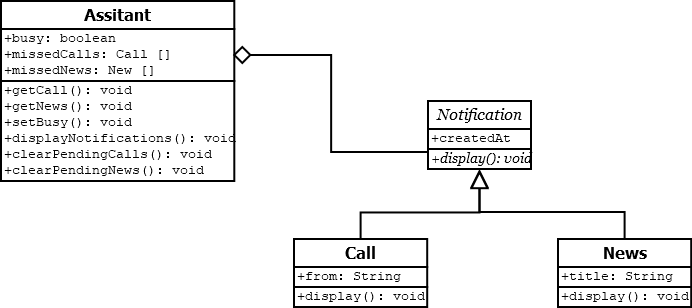 Assitant
+busy: boolean
+missedCalls: Call []
+missedNews: New []
+getCall(): void
+getNews(): void
+setBusy(): void
+displayNotifications(): void
+clearPendingCalls(): void
+clearPendingNews(): void
Notification
+createdAt
+display(): void
Call
+from: String
+display(): void
News
+title: String
+display(): void